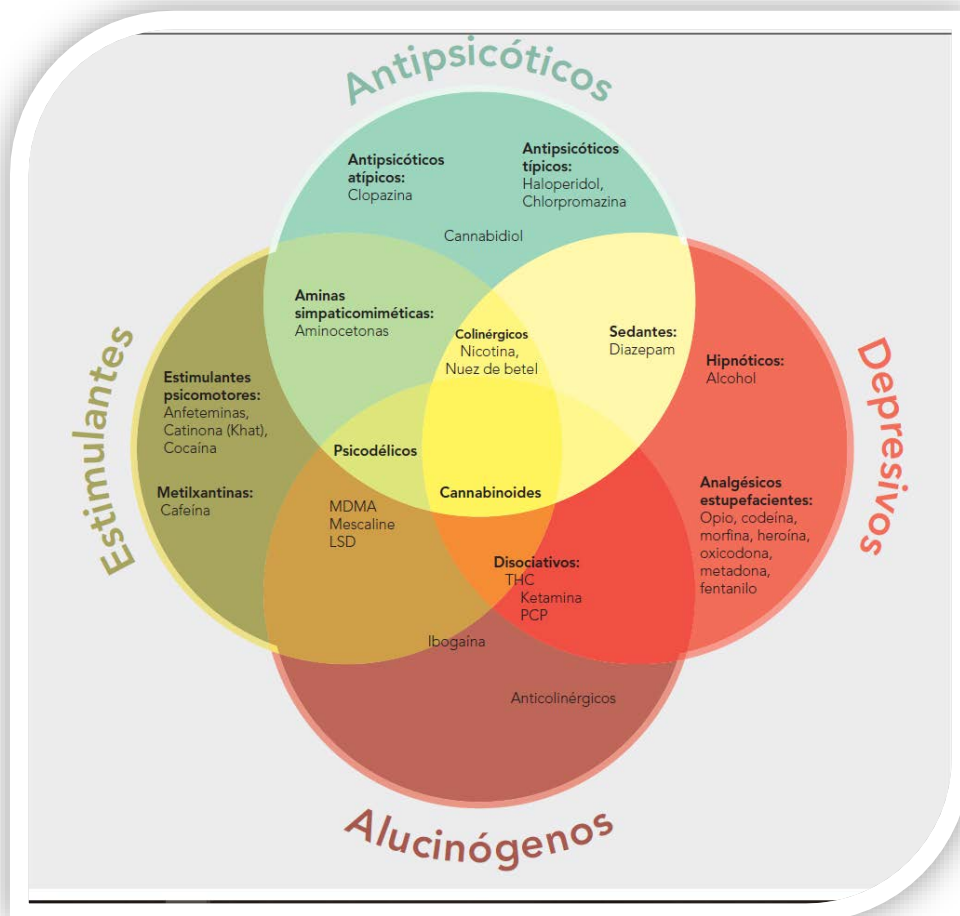 Antipsicóticos
Antipsicóticos
atípicos:
Clopazina
Antipsicóticos
típicos:
Haloperidol,
Chlorpromazina
Cannabidiol
Aminas
simpaticomiméticas:
Aminocetonas
Colinérgicos
Nicotina,
Nuez de betel
Sedantes:
Diazepam
Estimulantes
Estimulantes
psicomotores:
Anfeteminas,
Catinona (Khat),
Cocaína
Metilxantinas:
Cafeína
Psicodélicos
MDMA
Mescaline
LSD
Cannabinoides
Disociativos:
THC
Ketamina
PCP
Hipnóticos:
Alcohol
Analgésicos
estupefacientes:
Opio, codeína,
morfina, heroína,
oxicodona,
metadona,
fentanilo
Depresivos
Ibogaína
Anticolinérgicos
Alucinógenos